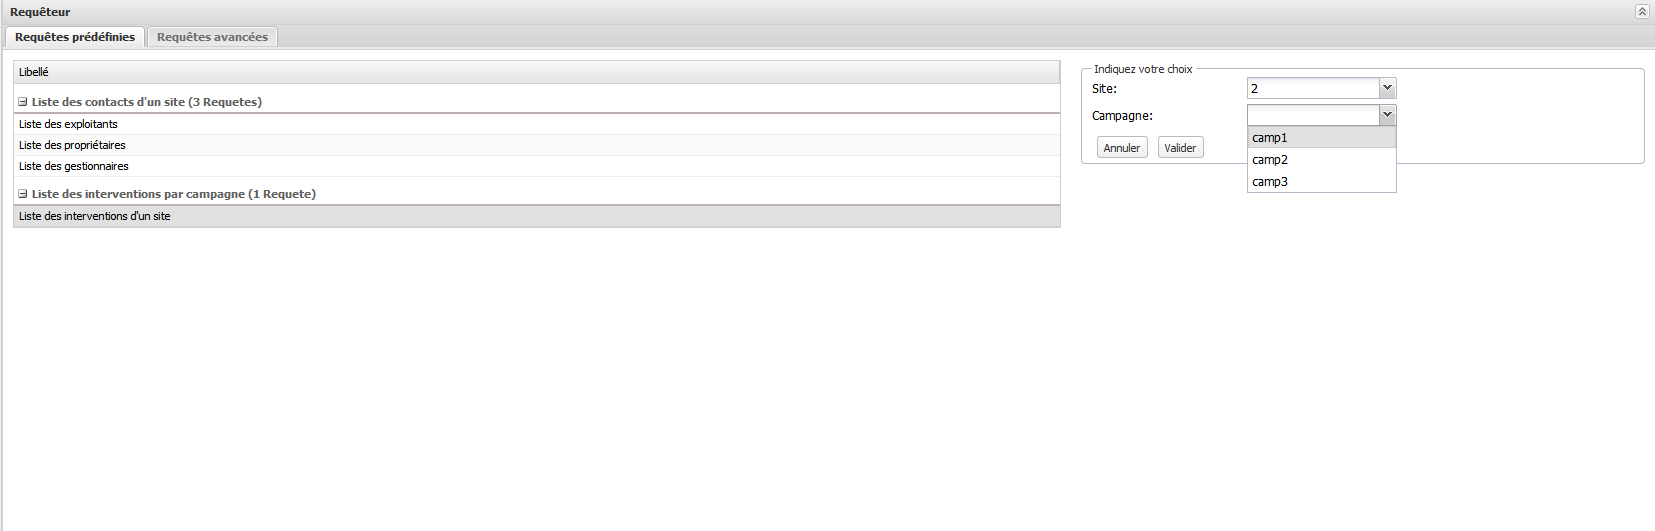 Requêteur
Requêtes prédéfinies
Requêtes avancées
Libellé
Liste des contacts d'un site (3 Requetes)
Liste des exploitants
Liste des propriétaires
Liste des gestionnaires
Liste des interventions par campagne (1 Requete)
Liste des interventions d'un site
Indiquez votre choix
Site: 2
Campagne:
camp1
camp2
camp3
Annuler Valider